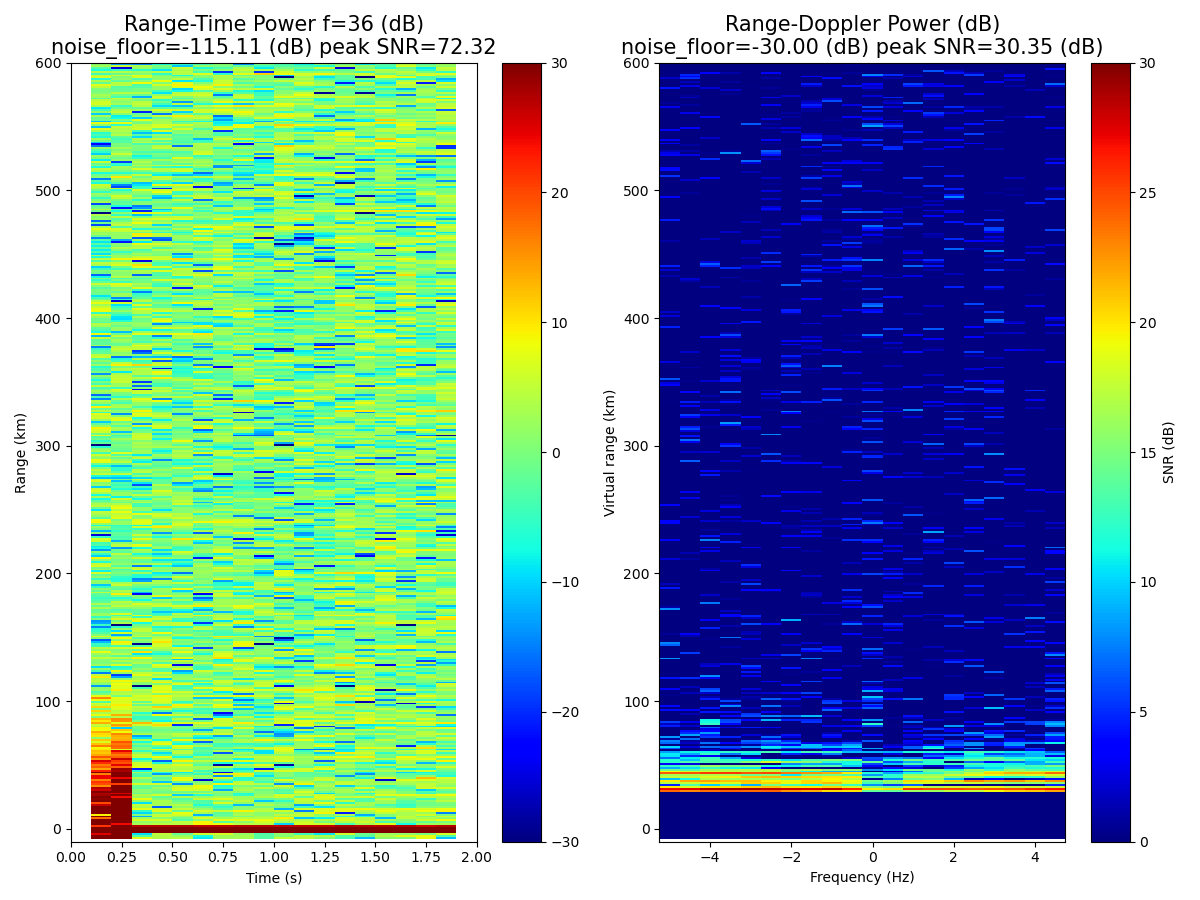 Range-Time Power f=36 (dB)
noise_floor=-115.11 (dB) peak SNR=72.32
600
500
400
300
200
100
0
Range (km)
0.00 0.25 0.50 0.75 1.00 1.25 1.50 1.75 2.00
Time (s)
30
20
10
0
−10
−20
−30
Range-Doppler Power (dB)
noise_floor=-30.00 (dB) peak SNR=30.35 (dB)
600
500
400
300
200
100
0
Virtual range (km)
−4 −2 0 2 4
Frequency (Hz)
30
25
20
15
10
5
0
SNR (dB)